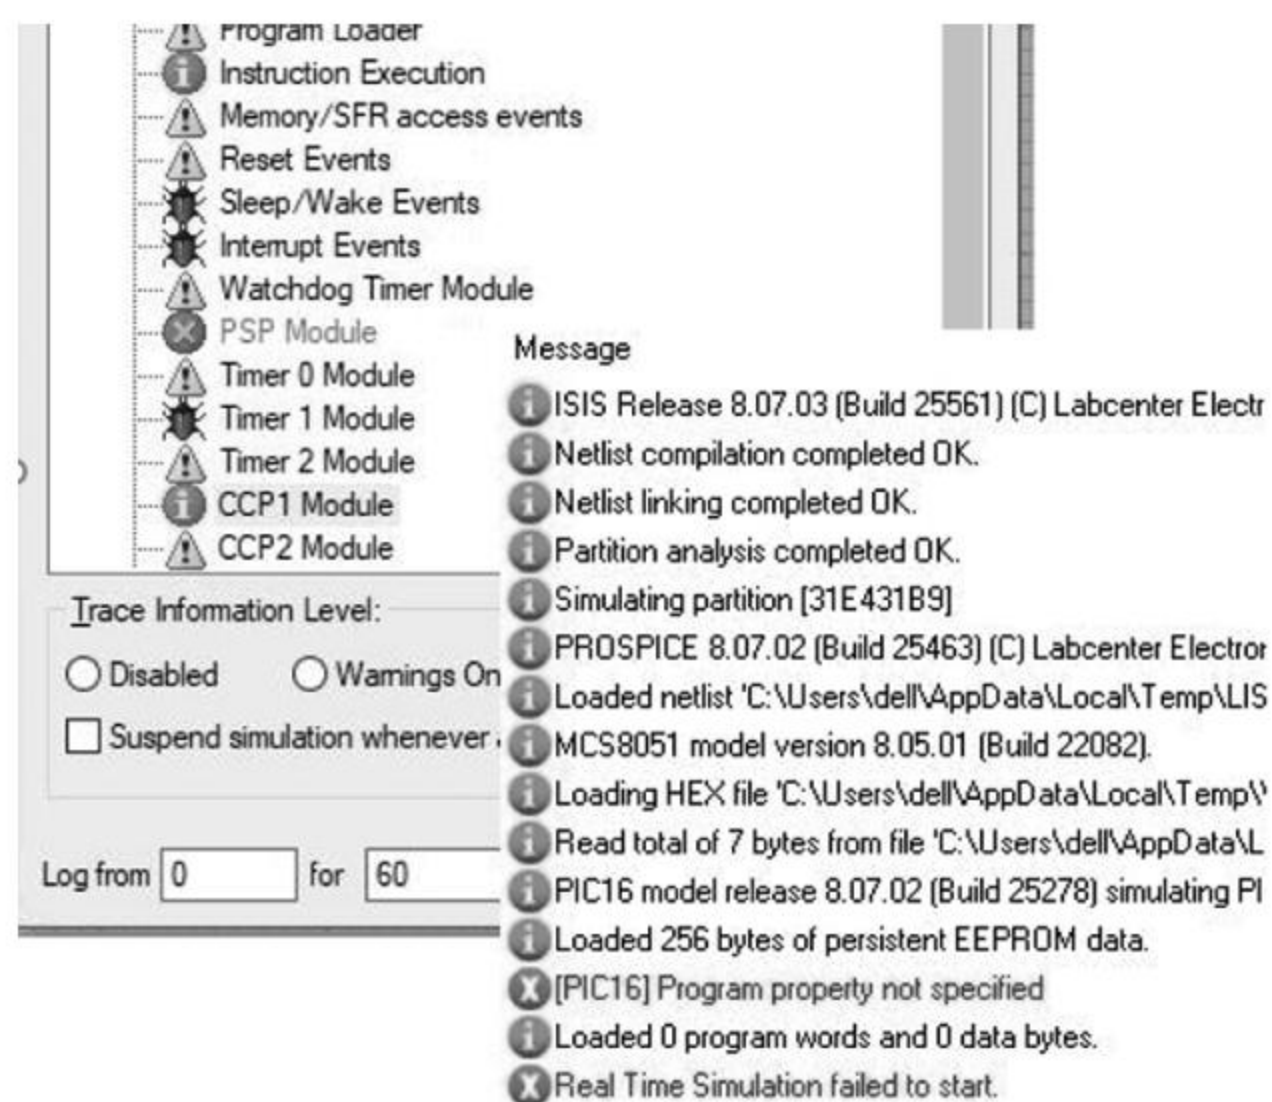 Program Loader
Instruction Execution
Memory/SFR access events
Reset Events
Sleep/Wake Events
Interrupt Events
Watchdog Timer Module
PSP Module
Timer 0 Module
Timer 1 Module
Timer 2 Module
CCP1 Module
CCP2 Module
Trace Information Level:
Disabled
Warnings On
Suspend simulation whenever
Log from 0 for 60
Message
ISIS Release 8.07.03 (Build 25561) (C) Labcenter Electr
Netlist compilation completed OK.
Netlist linking completed OK.
Partition analysis completed OK.
Simulating partition [31E431B9]
PROSPICE 8.07.02 (Build 25463) (C) Labcenter Electror
Loaded netlist 'C:\Users\dell\AppData\Local\Temp\LIS
MCS8051 model version 8.05.01 (Build 22082).
Loading HEX file 'C:\Users\dell\AppData\Local\Temp\
Read total of 7 bytes from file 'C:\Users\dell\AppData\L
PIC16 model release 8.07.02 (Build 25278) simulating PI
Loaded 256 bytes of persistent EEPROM data.
[PIC16] Program property not specified
Loaded 0 program words and 0 data bytes.
Real Time Simulation failed to start.